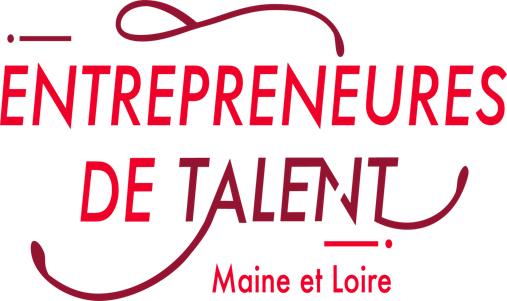 ENTREPRENEURES
DE TALENT
Maine et Loire